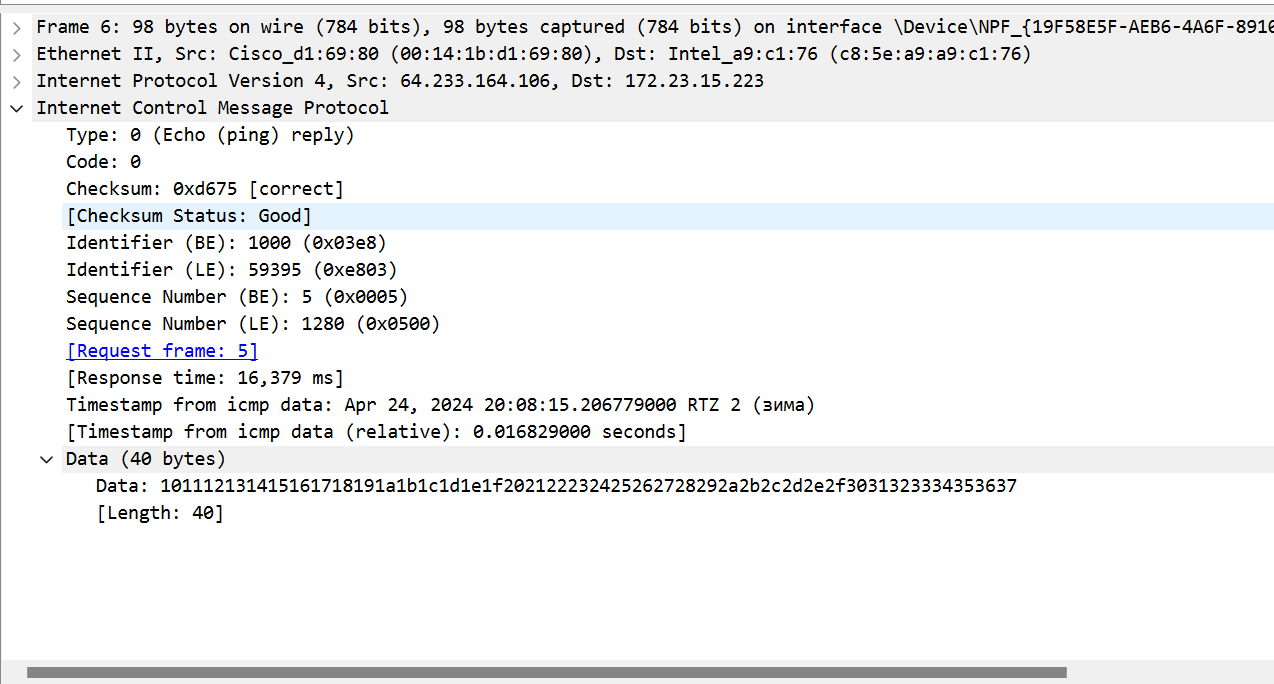 Frame 6: 98 bytes on wire (784 bits), 98 bytes captured (784 bits) on interface \Device\NPF_{19F58E5F-AEB6-4A6F-8910
Ethernet II, Src: Cisco_d1:69:80 (00:14:1b:d1:69:80), Dst: Intel_a9:c1:76 (c8:5e:a9:a9:c1:76)
Internet Protocol Version 4, Src: 64.233.164.106, Dst: 172.23.15.223
Internet Control Message Protocol
Type: 0 (Echo (ping) reply)
Code: 0
Checksum: 0xd675 [correct]
[Checksum Status: Good]
Identifier (BE): 1000 (0x03e8)
Identifier (LE): 59395 (0xe803)
Sequence Number (BE): 5 (0x0005)
Sequence Number (LE): 1280 (0x0500)
[Request frame: 5]
[Response time: 16,379 ms]
Timestamp from icmp data: Apr 24, 2024 20:08:15.206779000 RTZ 2 (зима)
[Timestamp from icmp data (relative): 0.016829000 seconds]
Data (40 bytes)
Data: 101112131415161718191a1b1c1d1e1f202122232425262728292a2b2c2d2e2f3031323334353637
[Length: 40]